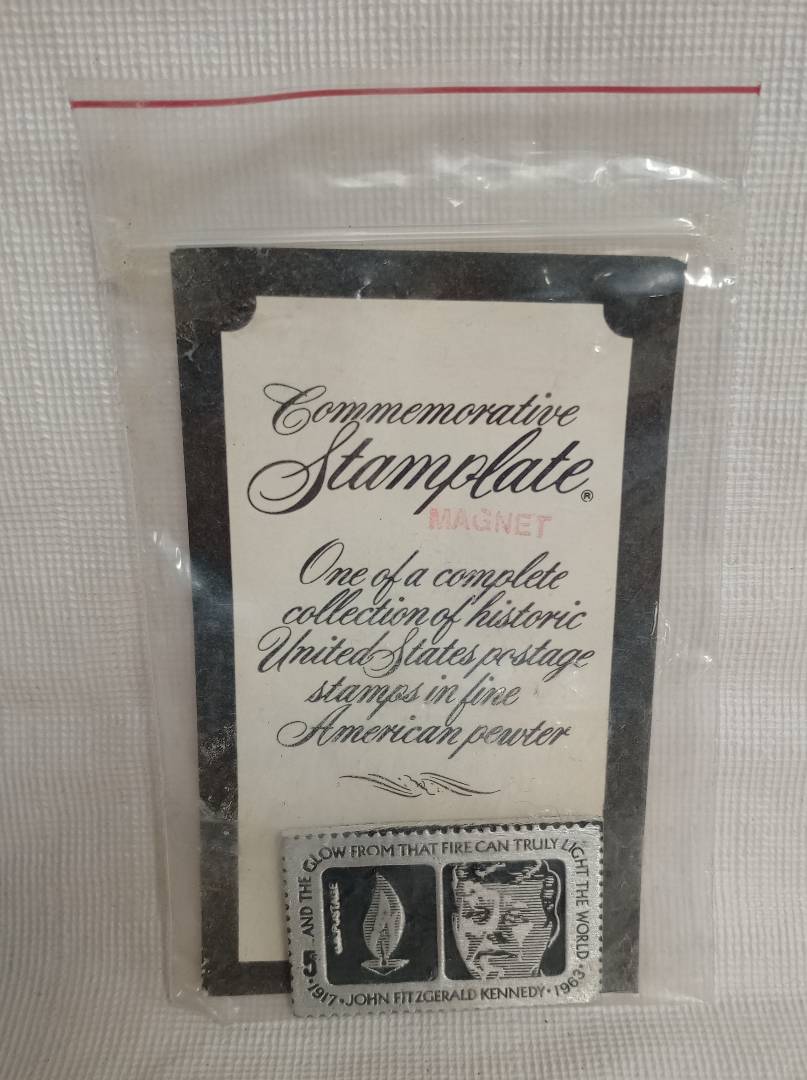 Commemorative
Stamplate®
MAGNET
One of a complete
collection of historic
United States postage
stamps in fine
American pewter
...AND THE GLOW FROM THAT FIRE CAN TRULY LIGHT THE WORLD
U.S. POSTAGE
5¢
1917 • JOHN FITZGERALD KENNEDY • 1963